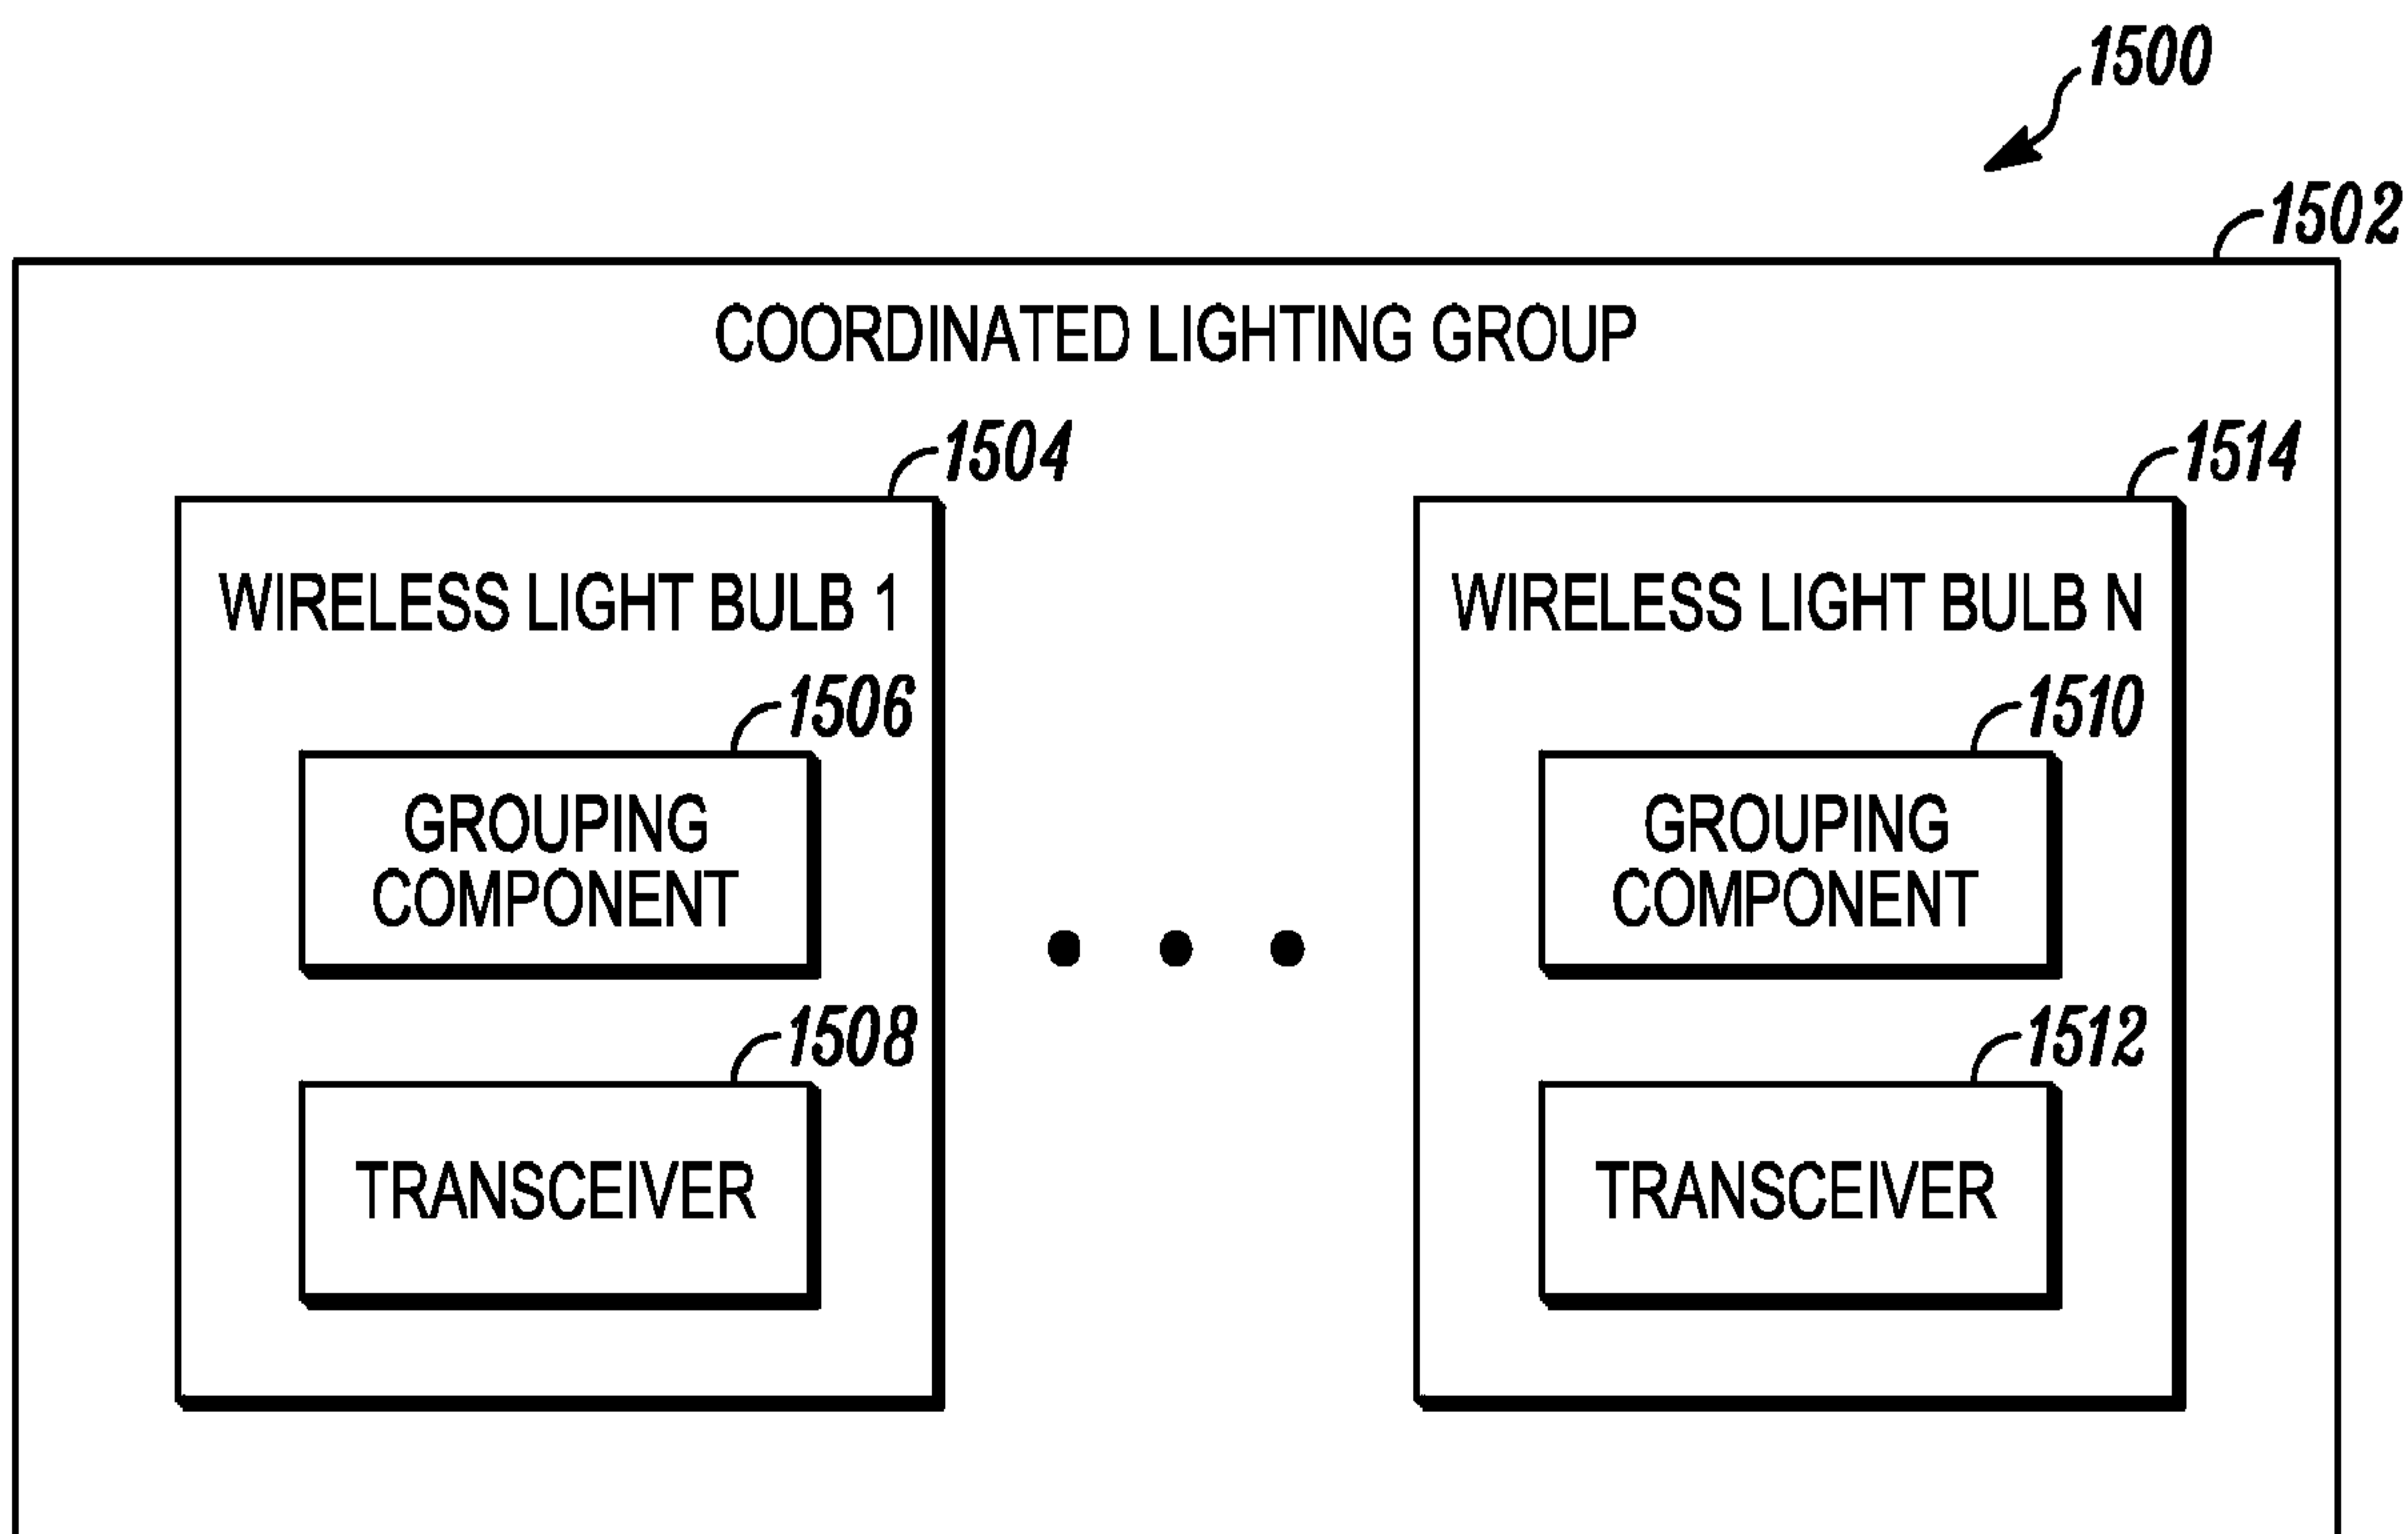 1500
1502
COORDINATED LIGHTING GROUP
1504
1514
WIRELESS LIGHT BULB 1
WIRELESS LIGHT BULB N
1506
1510
GROUPING
COMPONENT
GROUPING
COMPONENT
1508
1512
TRANSCEIVER
TRANSCEIVER